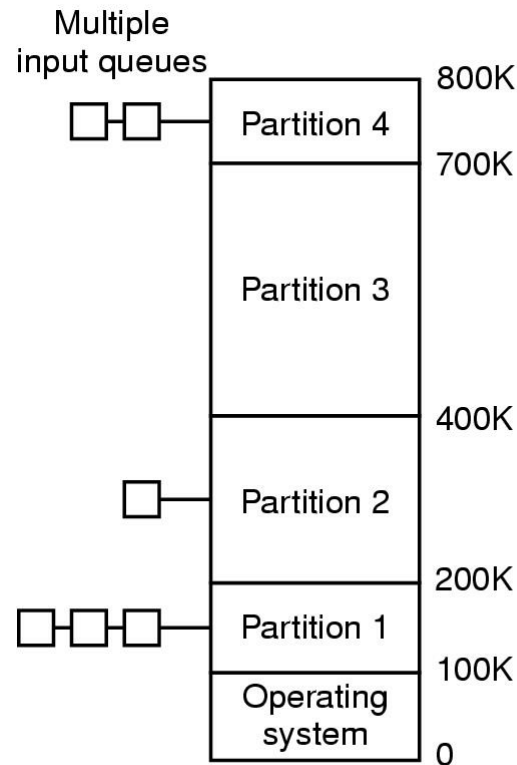 Multiple
input queues
800K
Partition 4
700K
Partition 3
400K
Partition 2
200K
Partition 1
100K
Operating
system
0